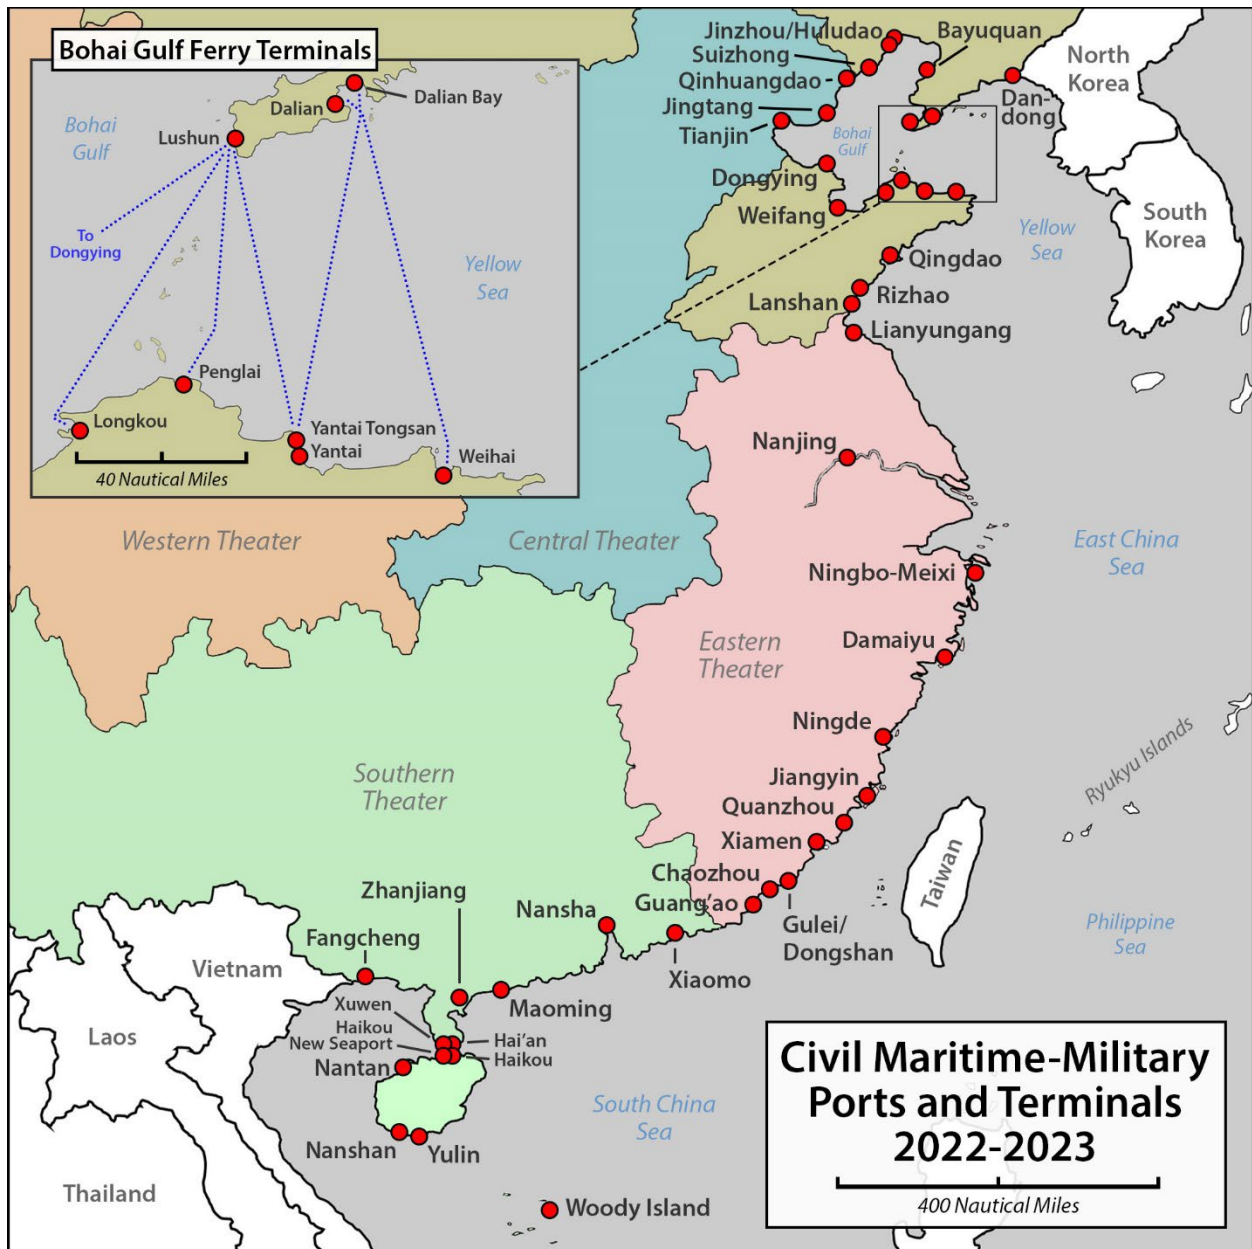 Bohai Gulf Ferry Terminals
Bohai
Gulf
Dalian
Dalian Bay
Lushun
To
Dongying
Yellow
Sea
Penglai
Longkou
Yantai Tongsan
Yantai
Weihai
40 Nautical Miles
Jinzhou/Huludao
Suizhong
Qinhuangdao
Jingtang
Tianjin
Bayuquan
North
Korea
Dan-
dong
Bohai
Gulf
Dongying
Weifang
South
Korea
Yellow
Sea
Qingdao
Rizhao
Lanshan
Lianyungang
Nanjing
Western Theater
Central Theater
East China
Sea
Ningbo-Meixi
Eastern
Theater
Damaiyu
Ningde
Southern
Theater
Jiangyin
Quanzhou
Xiamen
Chaozhou
Guang'ao
Gulei/
Dongshan
Ryukyu Islands
Taiwan
Philippine
Sea
Zhanjiang
Nansha
Fangcheng
Xiaomo
Maoming
Vietnam
Laos
Xuwen
Haikou
New Seaport
Hai'an
Haikou
Nantan
Nanshan
Yulin
South China
Sea
Thailand
Woody Island
Civil Maritime-Military
Ports and Terminals
2022-2023
400 Nautical Miles